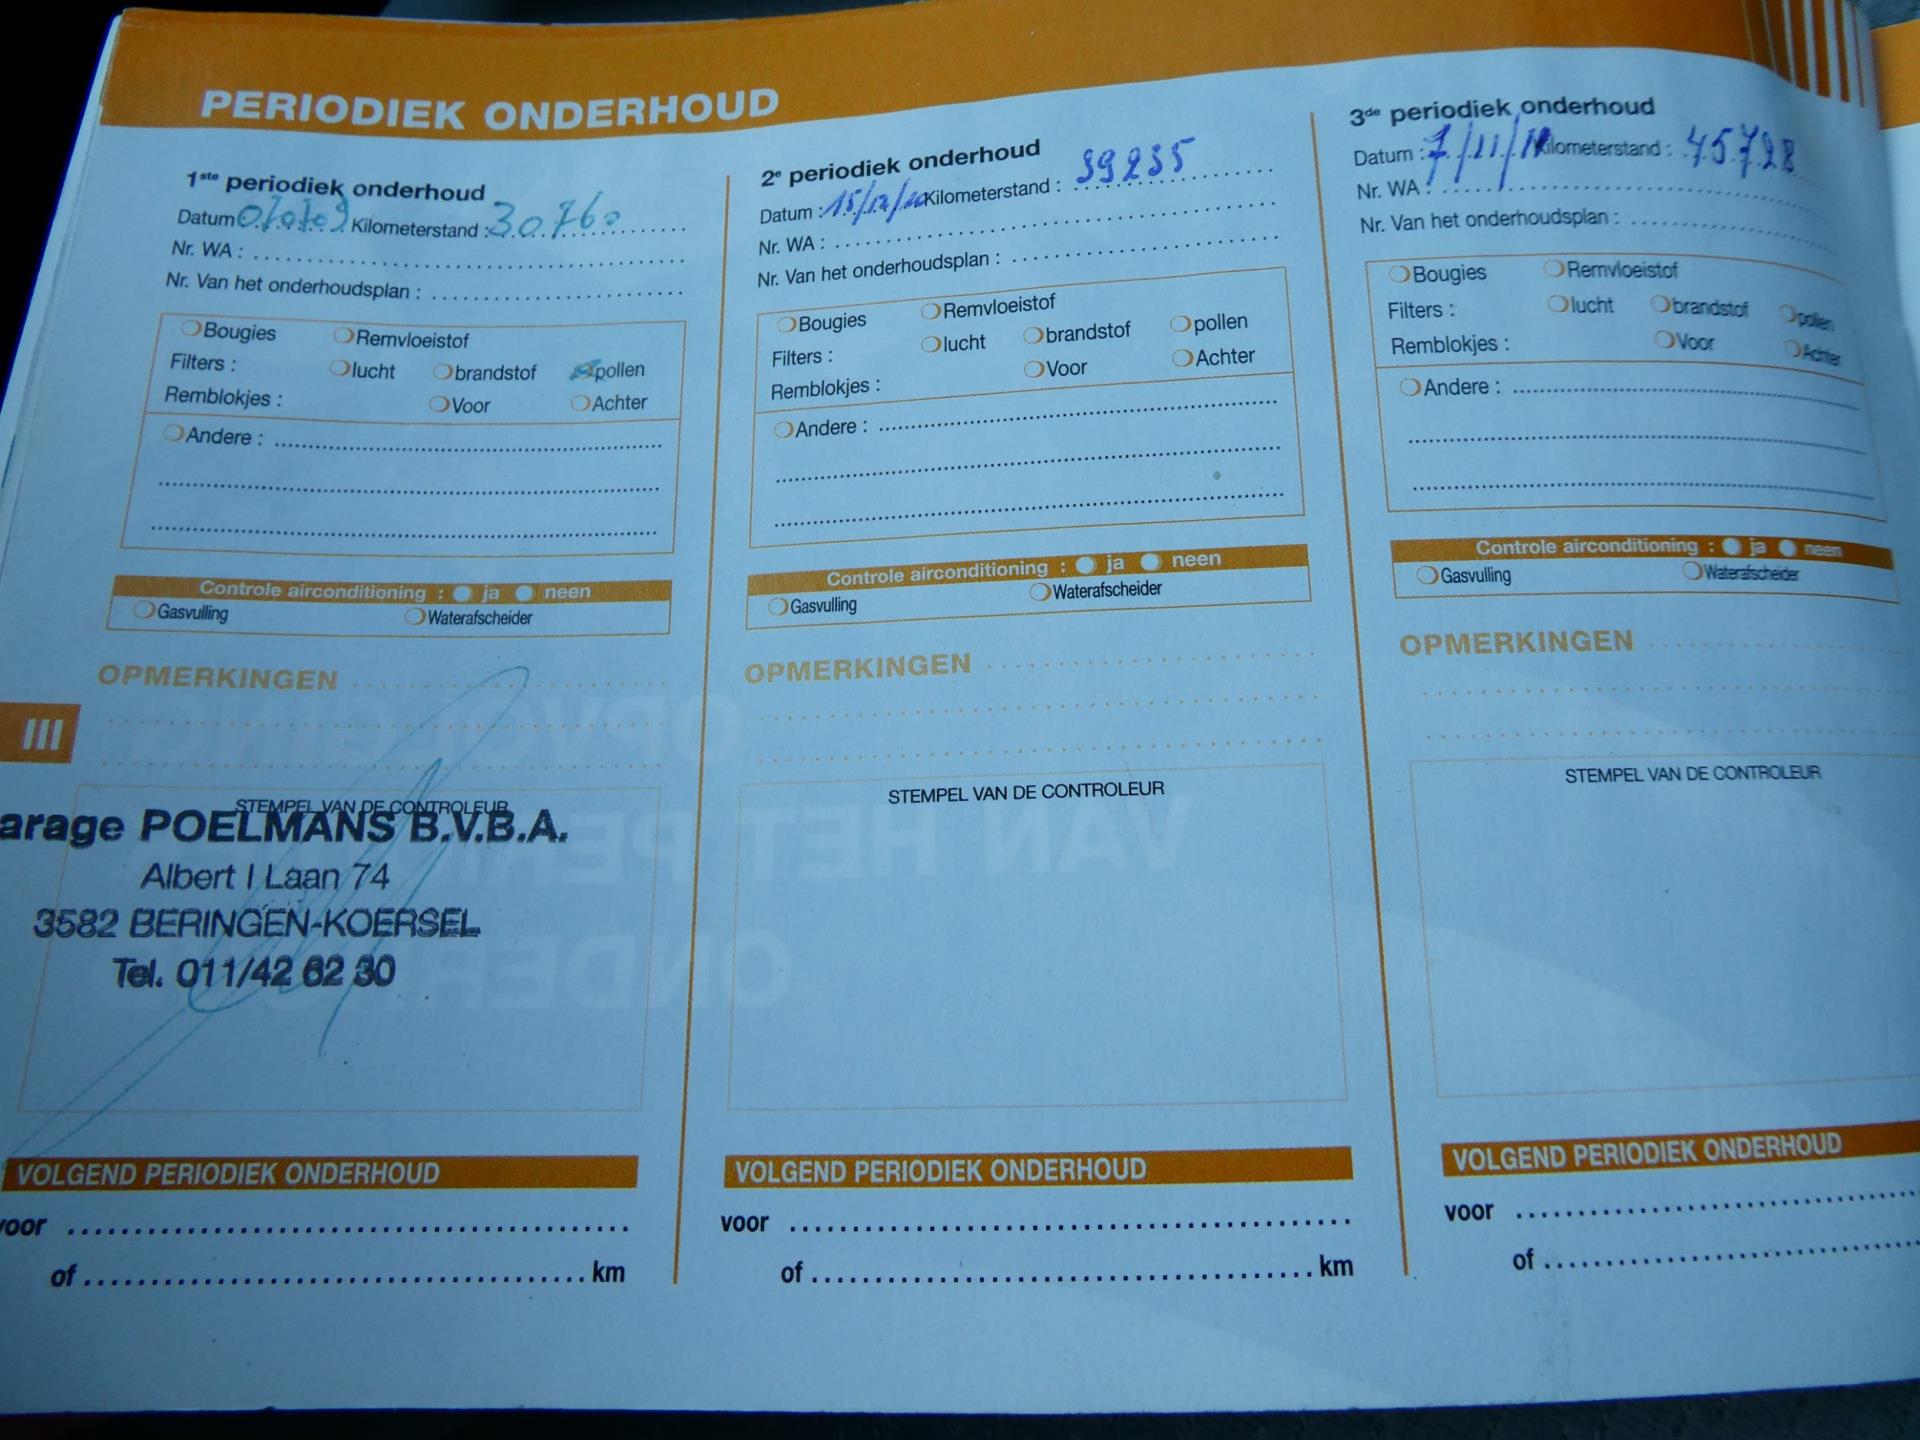 PERIODIEK ONDERHOUD
1ste periodiek onderhoud
Datum Kilometerstand : 30760
Nr. WA :
Nr. Van het onderhoudsplan :
Bougies Remvloeistof
Filters : lucht brandstof pollen
Remblokjes : Voor Achter
Andere :
Controle airconditioning : ja neen
Gasvulling Waterafscheider
OPMERKINGEN
III
STEMPEL VAN DE CONTROLEUR
arage POELMANS B.V.B.A.
Albert I Laan 74
3582 BERINGEN-KOERSEL
Tel. 011/42 62 30
VOLGEND PERIODIEK ONDERHOUD
voor
of km
2e periodiek onderhoud
Datum : 15/12/10 Kilometerstand : 39235
Nr. WA :
Nr. Van het onderhoudsplan :
Bougies Remvloeistof
Filters : lucht brandstof pollen
Remblokjes : Voor Achter
Andere :
Controle airconditioning : ja neen
Gasvulling Waterafscheider
OPMERKINGEN
STEMPEL VAN DE CONTROLEUR
VOLGEND PERIODIEK ONDERHOUD
voor
of km
3de periodiek onderhoud
Datum : 7/11/11 Kilometerstand : 45728
Nr. WA :
Nr. Van het onderhoudsplan :
Bougies Remvloeistof
Filters : lucht brandstof pollen
Remblokjes : Voor Achter
Andere :
Controle airconditioning : ja neen
Gasvulling Waterafscheider
OPMERKINGEN
STEMPEL VAN DE CONTROLEUR
VOLGEND PERIODIEK ONDERHOUD
voor
of